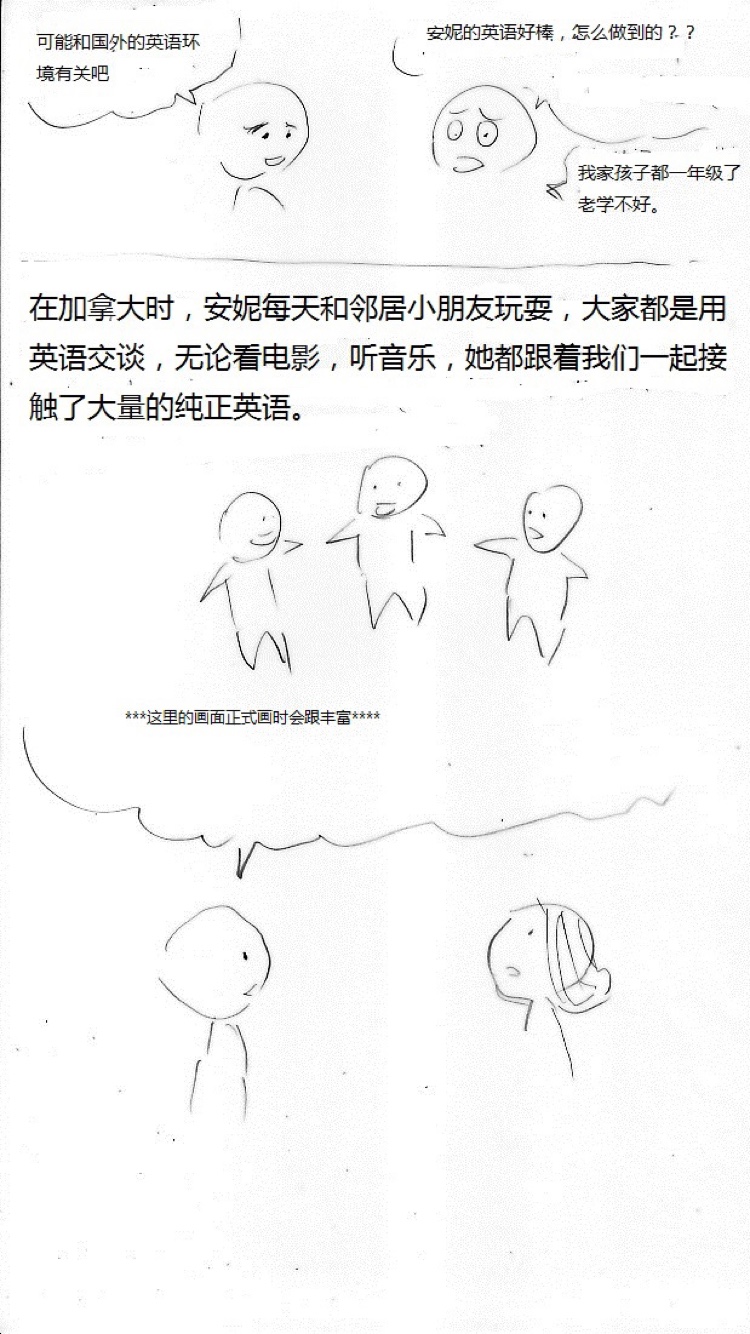 可能和国外的英语环
境有关吧
安妮的英语好棒，怎么做到的？？
我家孩子都一年级了
老学不好。
在加拿大时，安妮每天和邻居小朋友玩耍，大家都是用
英语交谈，无论看电影，听音乐，她都跟着我们一起接
触了大量的纯正英语。
***这里的画面正式画时会跟丰富****